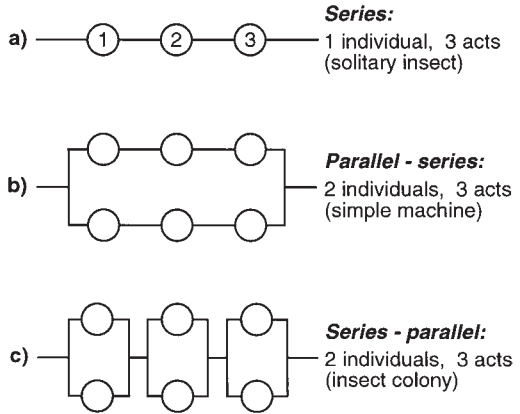 Series:
a) 1 2 3 1 individual, 3 acts
(solitary insect)
Parallel - series:
b) 2 individuals, 3 acts
(simple machine)
Series - parallel:
c) 2 individuals, 3 acts
(insect colony)